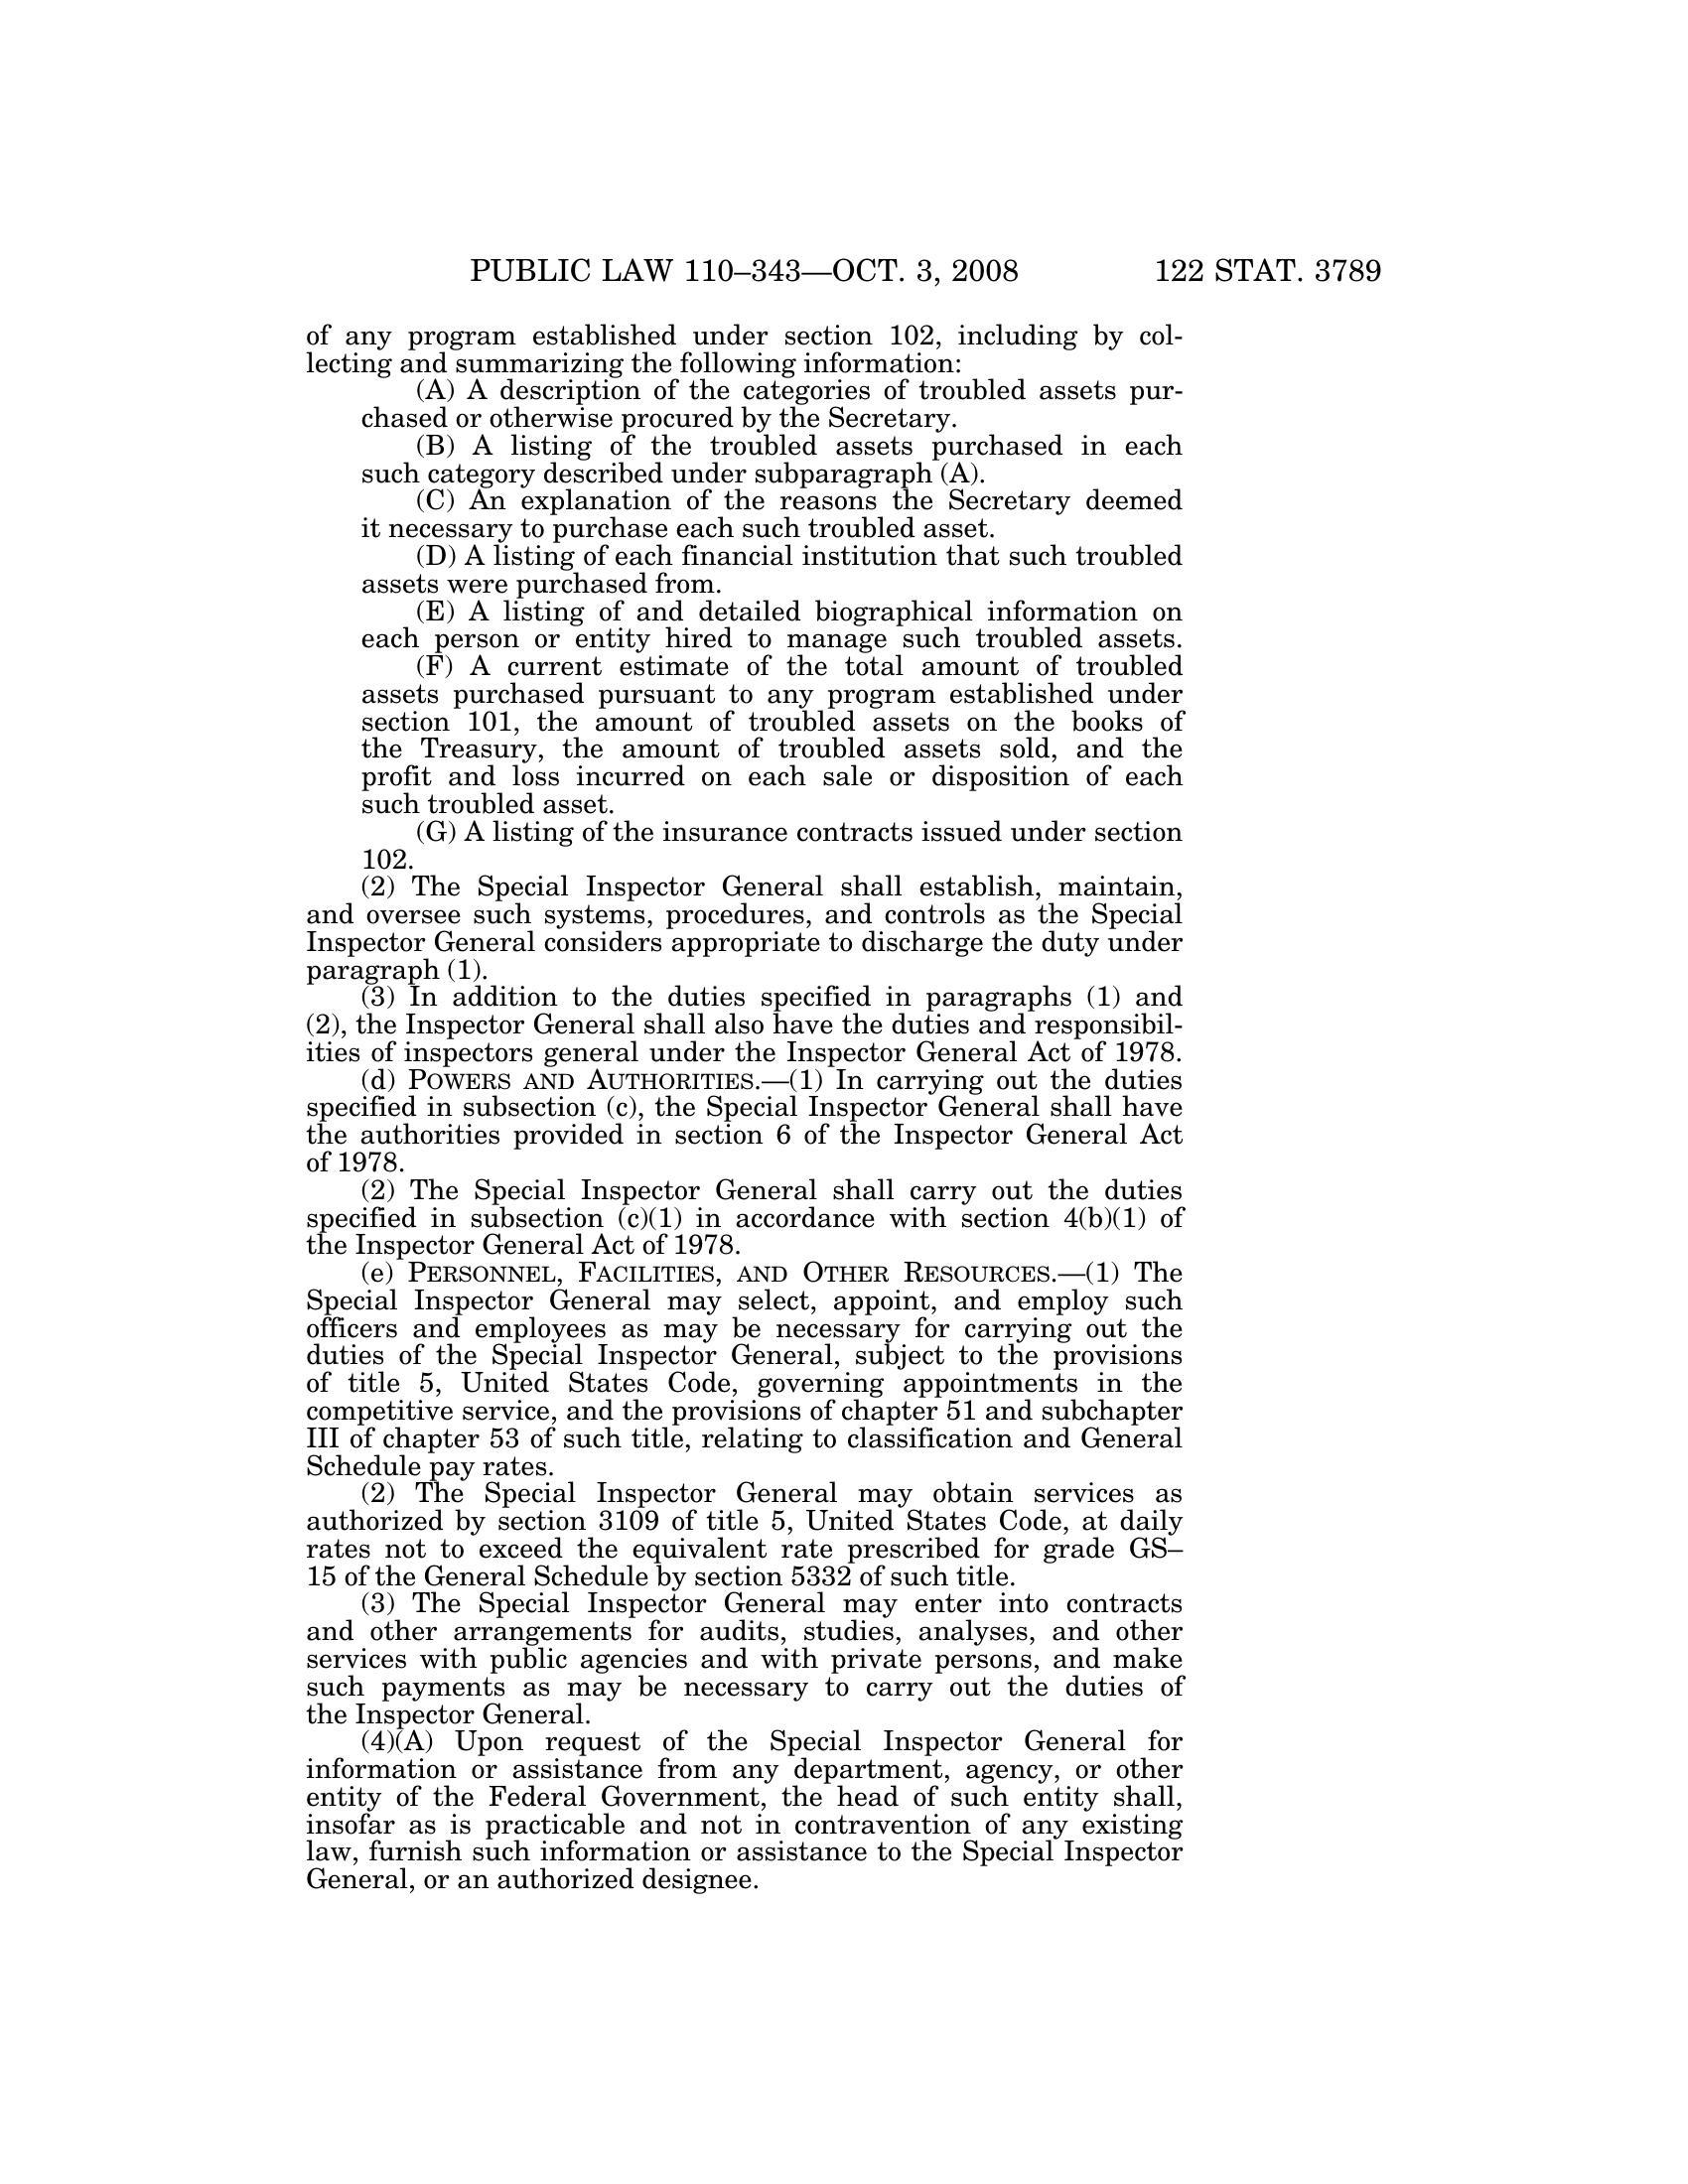 PUBLIC LAW 110–343—OCT. 3, 2008 122 STAT. 3789
of any program established under section 102, including by col-
lecting and summarizing the following information:
(A) A description of the categories of troubled assets pur-
chased or otherwise procured by the Secretary.
(B) A listing of the troubled assets purchased in each
such category described under subparagraph (A).
(C) An explanation of the reasons the Secretary deemed
it necessary to purchase each such troubled asset.
(D) A listing of each financial institution that such troubled
assets were purchased from.
(E) A listing of and detailed biographical information on
each person or entity hired to manage such troubled assets.
(F) A current estimate of the total amount of troubled
assets purchased pursuant to any program established under
section 101, the amount of troubled assets on the books of
the Treasury, the amount of troubled assets sold, and the
profit and loss incurred on each sale or disposition of each
such troubled asset.
(G) A listing of the insurance contracts issued under section
102.
(2) The Special Inspector General shall establish, maintain,
and oversee such systems, procedures, and controls as the Special
Inspector General considers appropriate to discharge the duty under
paragraph (1).
(3) In addition to the duties specified in paragraphs (1) and
(2), the Inspector General shall also have the duties and responsibil-
ities of inspectors general under the Inspector General Act of 1978.
(d) POWERS AND AUTHORITIES.—(1) In carrying out the duties
specified in subsection (c), the Special Inspector General shall have
the authorities provided in section 6 of the Inspector General Act
of 1978.
(2) The Special Inspector General shall carry out the duties
specified in subsection (c)(1) in accordance with section 4(b)(1) of
the Inspector General Act of 1978.
(e) PERSONNEL, FACILITIES, AND OTHER RESOURCES.—(1) The
Special Inspector General may select, appoint, and employ such
officers and employees as may be necessary for carrying out the
duties of the Special Inspector General, subject to the provisions
of title 5, United States Code, governing appointments in the
competitive service, and the provisions of chapter 51 and subchapter
III of chapter 53 of such title, relating to classification and General
Schedule pay rates.
(2) The Special Inspector General may obtain services as
authorized by section 3109 of title 5, United States Code, at daily
rates not to exceed the equivalent rate prescribed for grade GS–
15 of the General Schedule by section 5332 of such title.
(3) The Special Inspector General may enter into contracts
and other arrangements for audits, studies, analyses, and other
services with public agencies and with private persons, and make
such payments as may be necessary to carry out the duties of
the Inspector General.
(4)(A) Upon request of the Special Inspector General for
information or assistance from any department, agency, or other
entity of the Federal Government, the head of such entity shall,
insofar as is practicable and not in contravention of any existing
law, furnish such information or assistance to the Special Inspector
General, or an authorized designee.